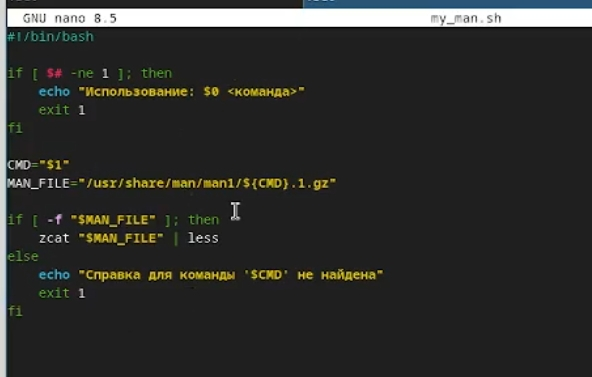 GNU nano 8.5 my_man.sh
#!/bin/bash
if [ $# -ne 1 ]; then
echo "Использование: $0 <команда>"
exit 1
fi
CMD="$1"
MAN_FILE="/usr/share/man/man1/${CMD}.1.gz"
if [ -f "$MAN_FILE" ]; then
zcat "$MAN_FILE" | less
else
echo "Справка для команды '$CMD' не найдена"
exit 1
fi